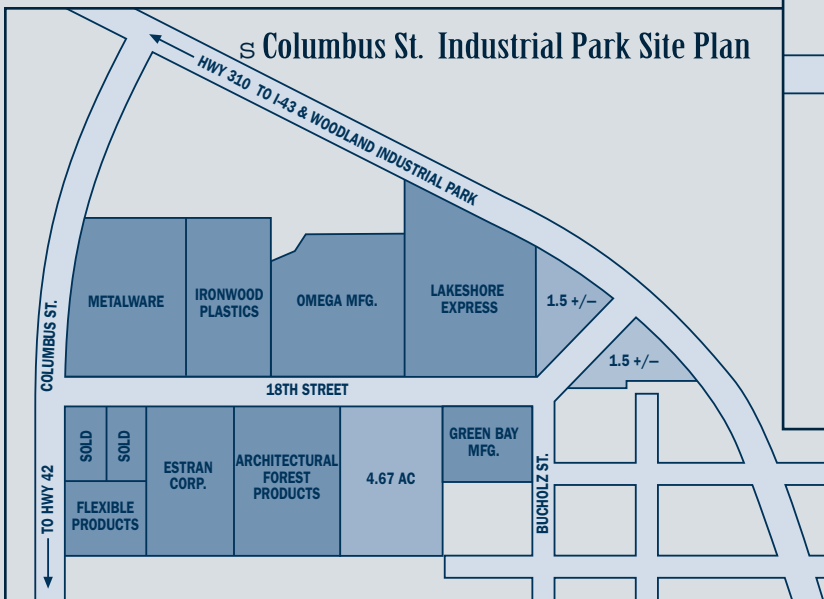 S Columbus St.  Industrial Park Site Plan
HWY 310  TO I-43 & WOODLAND INDUSTRIAL PARK
COLUMBUS ST.
METALWARE
IRONWOOD
PLASTICS
OMEGA MFG.
LAKESHORE
EXPRESS
1.5 +/–
1.5 +/–
18TH STREET
TO HWY 42
SOLD
SOLD
FLEXIBLE
PRODUCTS
ESTRAN
CORP.
ARCHITECTURAL
FOREST
PRODUCTS
4.67 AC
GREEN BAY
MFG.
BUCHOLZ ST.